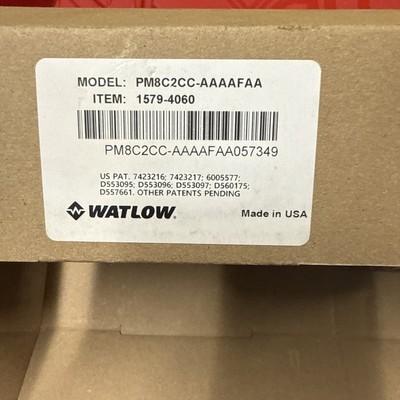 MODEL: PM8C2CC-AAAAFAA
ITEM: 1579-4060
PM8C2CC-AAAAFAA057349
US PAT. 7423216; 7423217; 6005577;
D553095; D553096; D553097; D560175;
D557661. OTHER PATENTS PENDING
WATLOW. Made in USA